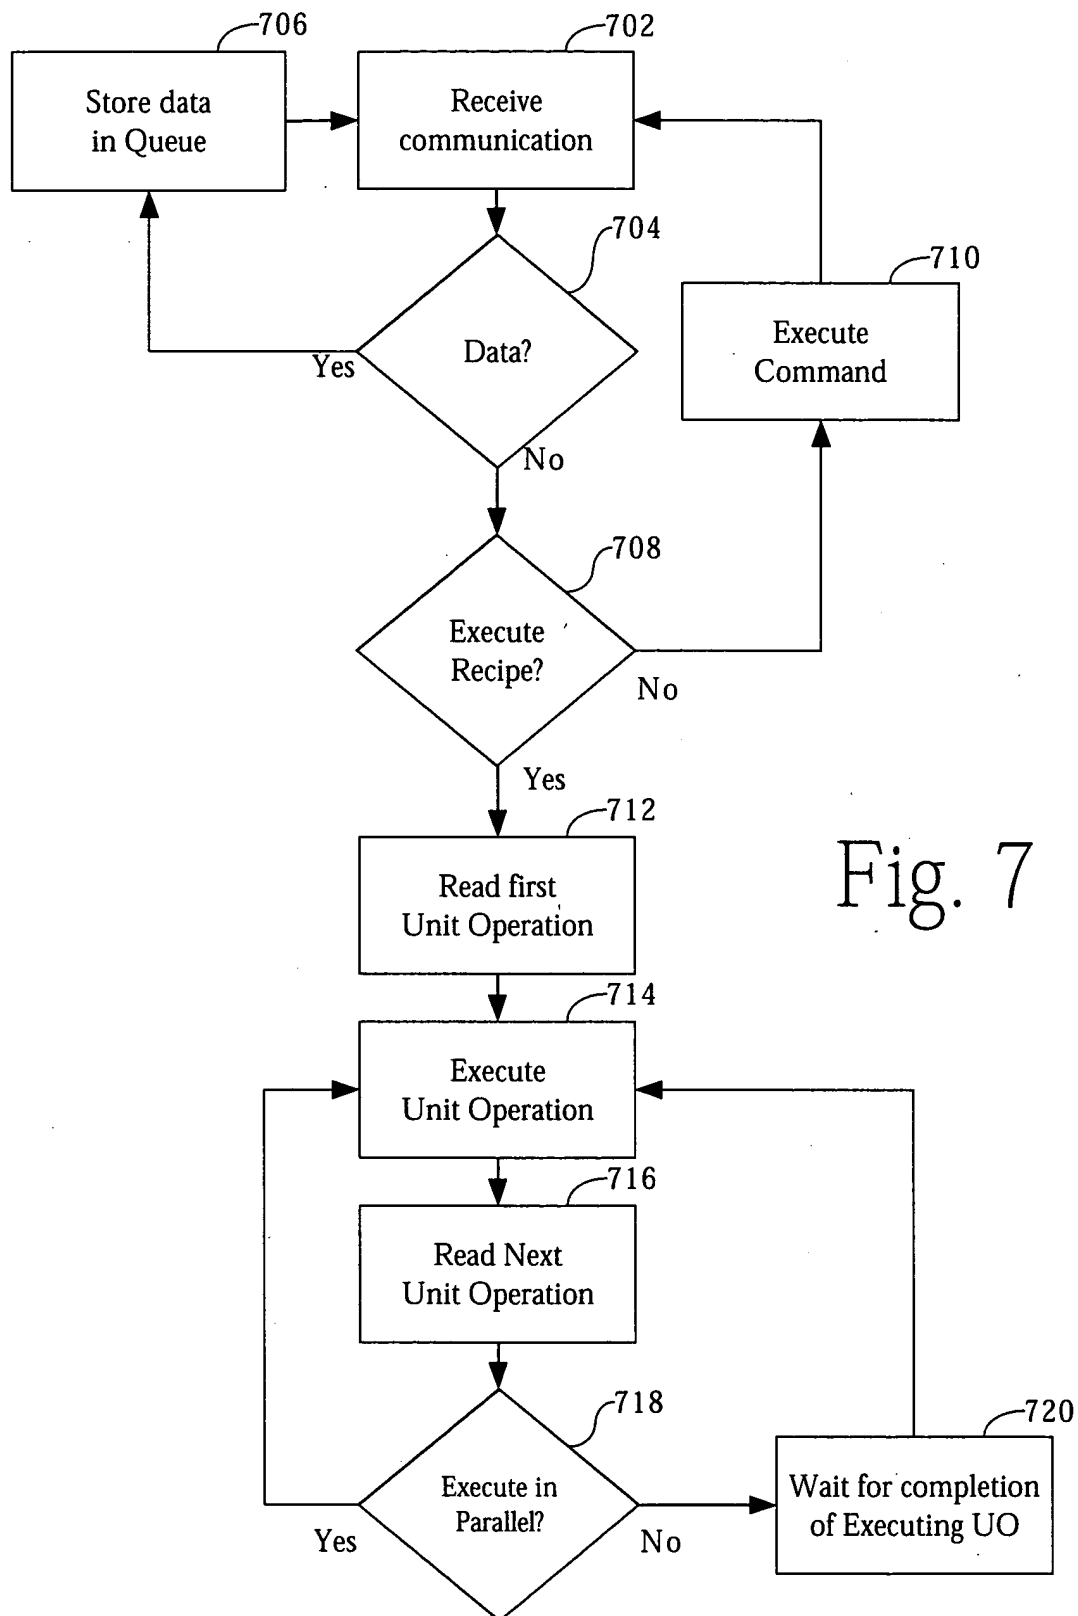 706
702
Store data
in Queue
Receive
communication
704
710
Data?
Yes
Execute
Command
No
708
Execute
Recipe?
No
Yes
712
Read first
Unit Operation
Fig. 7
714
Execute
Unit Operation
716
Read Next
Unit Operation
718
720
Execute in
Parallel?
Wait for completion
of Executing UO
Yes
No